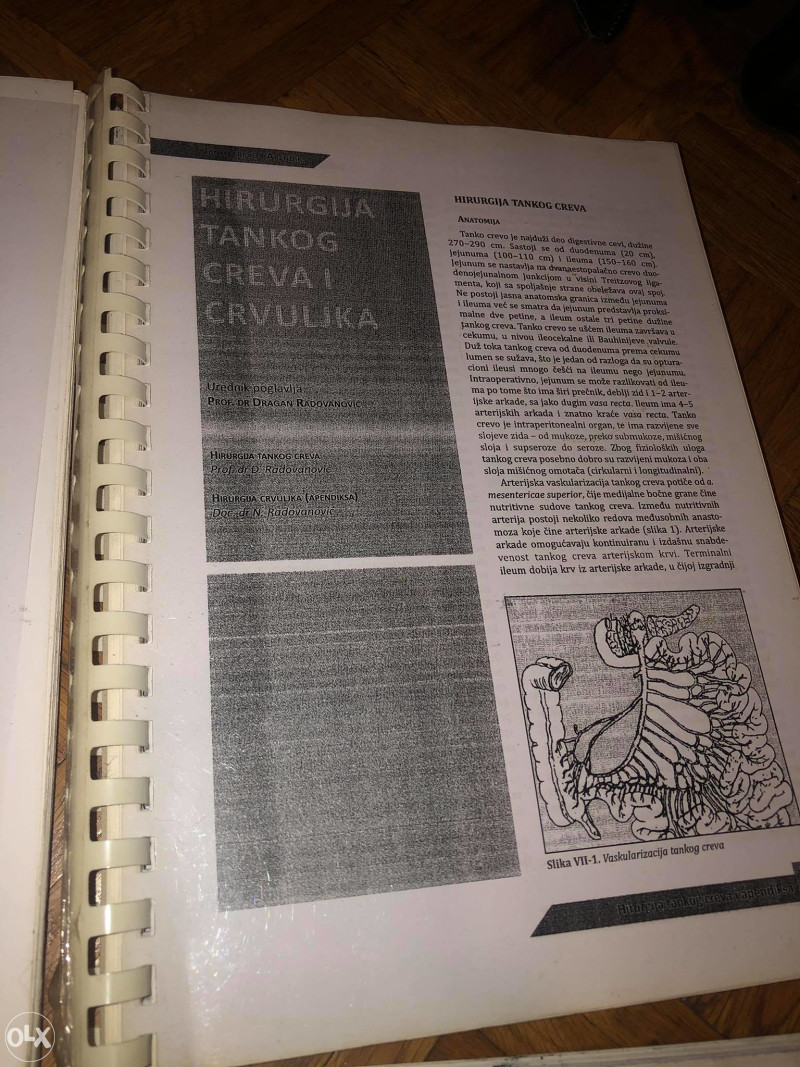 HIRURGIJA
TANKOG
CREVA I
CRVULJKA
Urednik poglavlja
PROF. DR DRAGAN RADOVANOVIĆ
HIRURGIJA TANKOG CREVA
Prof. dr D. Radovanović
HIRURGIJA CRVULJKA (APENDIKSA)
Doc. dr N. Radovanović
HIRURGIJA TANKOG CREVA
ANATOMIJA
Tanko crevo je najduži deo digestivne cevi, dužine
270–290 cm. Sastoji se od duodenuma (20 cm),
jejunuma (100–110 cm) i ileuma (150–160 cm).
Jejunum se nastavlja na dvanaestopalačno crevo duo-
denojejunalnom junkcijom u visini Treitzovog liga-
menta, koji sa spoljašnje strane obeležava ovaj spoj.
Ne postoji jasna anatomska granica između jejunuma
i ileuma već se smatra da jejunum predstavlja proksi-
malne dve petine, a ileum ostale tri petine dužine
tankog creva. Tanko crevo se ušćem ileuma završava u
cekumu, u nivou ileocekalne ili Bauhinijeve valvule.
Duž toka tankog creva od duodenuma prema cekumu
lumen se sužava, što je jedan od razloga da su optura-
cioni ileusi mnogo češći na ileumu nego jejunumu.
Intraoperativno, jejunum se može razlikovati od ileu-
ma po tome što ima širi prečnik, deblji zid i 1–2 arter-
ijske arkade, sa jako dugim vasa recta. Ileum ima 4–5
arterijskih arkada i znatno kraće vasa recta. Tanko
crevo je intraperitonealni organ, te ima razvijene sve
slojeve zida – od mukoze, preko submukoze, mišićnog
sloja i supseroze do seroze. Zbog fizioloških uloga
tankog creva posebno dobro su razvijeni mukoza i oba
sloja mišićnog omotača (cirkularni i longitudinalni).
Arterijska vaskularizacija tankog creva potiče od a.
mesentericae superior, čije medijalne bočne grane čine
nutritivne sudove tankog creva. Između nutritivnih
arterija postoji nekoliko redova međusobnih anasto-
moza koje čine arterijske arkade (slika 1). Arterijske
arkade omogućavaju kontinuiranu i izdašnu snabde-
venost tankog creva arterijskom krvi. Terminalni
ileum dobija krv iz arterijske arkade, u čijoj izgradnji
Slika VII-1. Vaskularizacija tankog creva
Hirurgija tankog creva i apendiksa
OLX